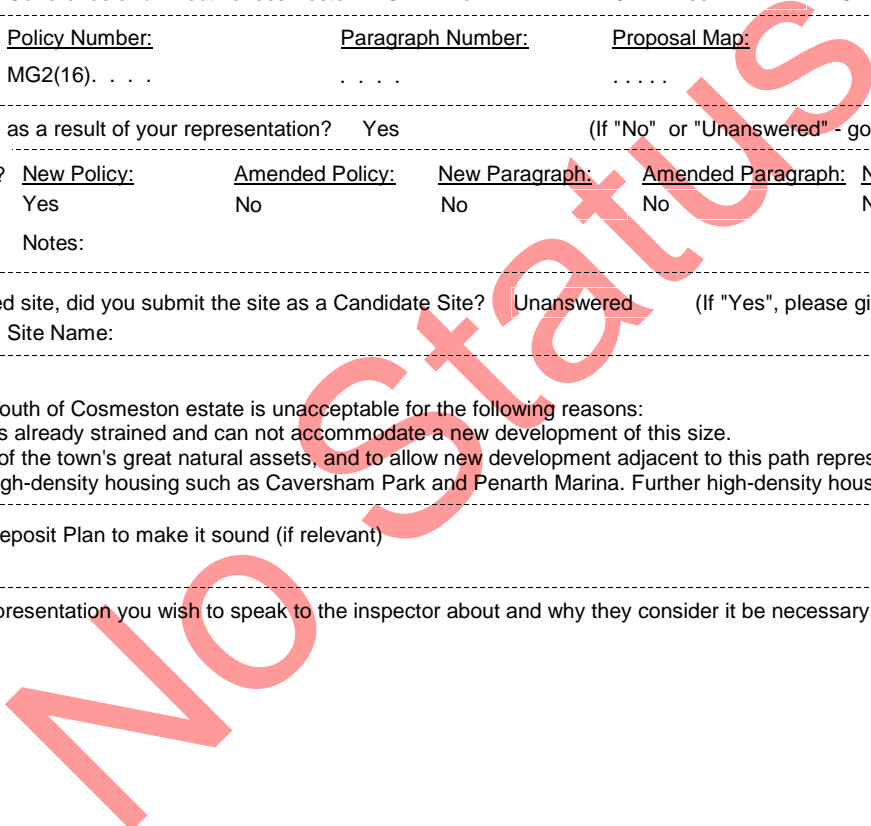 Policy Number: Paragraph Number: Proposal Map:
MG2(16). . . . . . . . . . . . .
as a result of your representation? Yes (If "No" or "Unanswered" - go
? New Policy: Amended Policy: New Paragraph: Amended Paragraph: N
Yes No No No N
Notes:
ed site, did you submit the site as a Candidate Site? Unanswered (If "Yes", please gi
Site Name:
outh of Cosmeston estate is unacceptable for the following reasons:
s already strained and can not accommodate a new development of this size.
of the town's great natural assets, and to allow new development adjacent to this path repres
gh-density housing such as Caversham Park and Penarth Marina. Further high-density hous
eposit Plan to make it sound (if relevant)
presentation you wish to speak to the inspector about and why they consider it be necessary
No Status